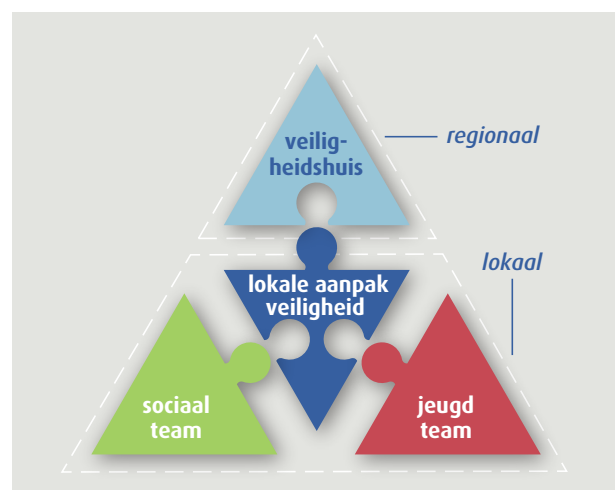 veilig-
heidshuis
regionaal
lokaal
lokale aanpak
veiligheid
sociaal
team
jeugd
team